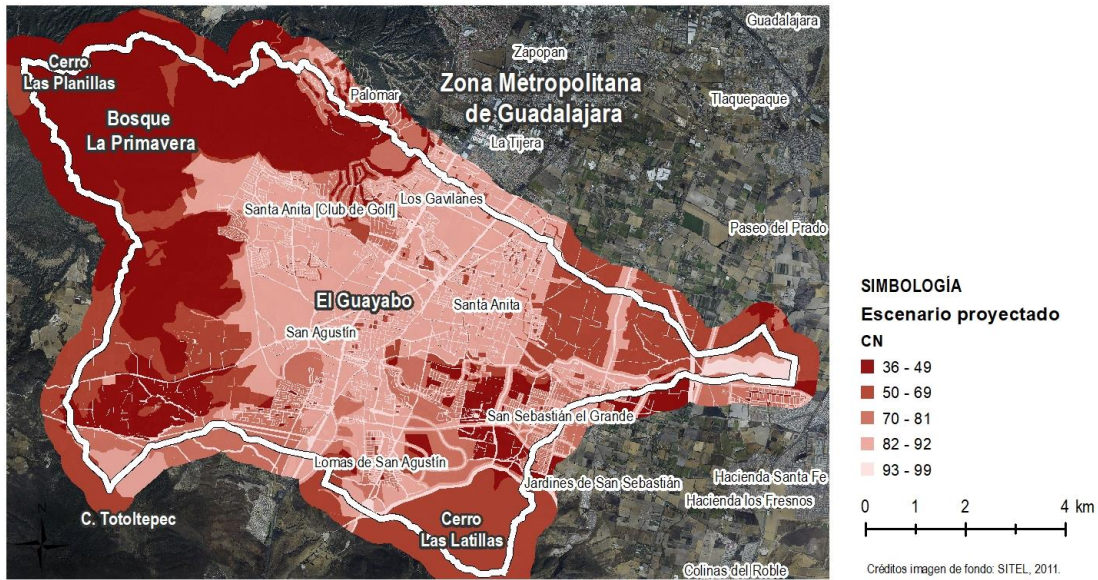 Guadalajara
Zapopan
Cerro
Las Planillas
Zona Metropolitana
de Guadalajara
Palomar
Tlaquepaque
Bosque
La Primavera
La Tijera
Los Gavilanes
Santa Anita [Club de Golf]
Paseo del Prado
El Guayabo
Santa Anita
San Agustín
San Sebastián el Grande
Lomas de San Agustín
Jardines de San Sebastián
Hacienda Santa Fe
Hacienda los Fresnos
C. Totoltepec
Cerro
Las Latillas
Colinas del Roble
N
SIMBOLOGÍA
Escenario proyectado
CN
36 - 49
50 - 69
70 - 81
82 - 92
93 - 99
0 1 2 4 km
Créditos imagen de fondo: SITEL, 2011.